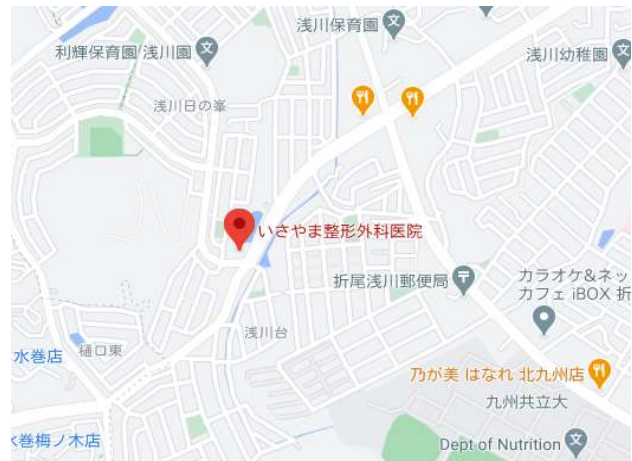 浅川保育園
利輝保育園 浅川園
浅川幼稚園
浅川日の峯
いさやま整形外科医院
折尾浅川郵便局
カラオケ&ネッ
カフェ iBOX 折
浅川台
樋口東
水巻店
乃が美 はなれ 北九州店
九州共立大
水巻梅ノ木店
Dept of Nutrition